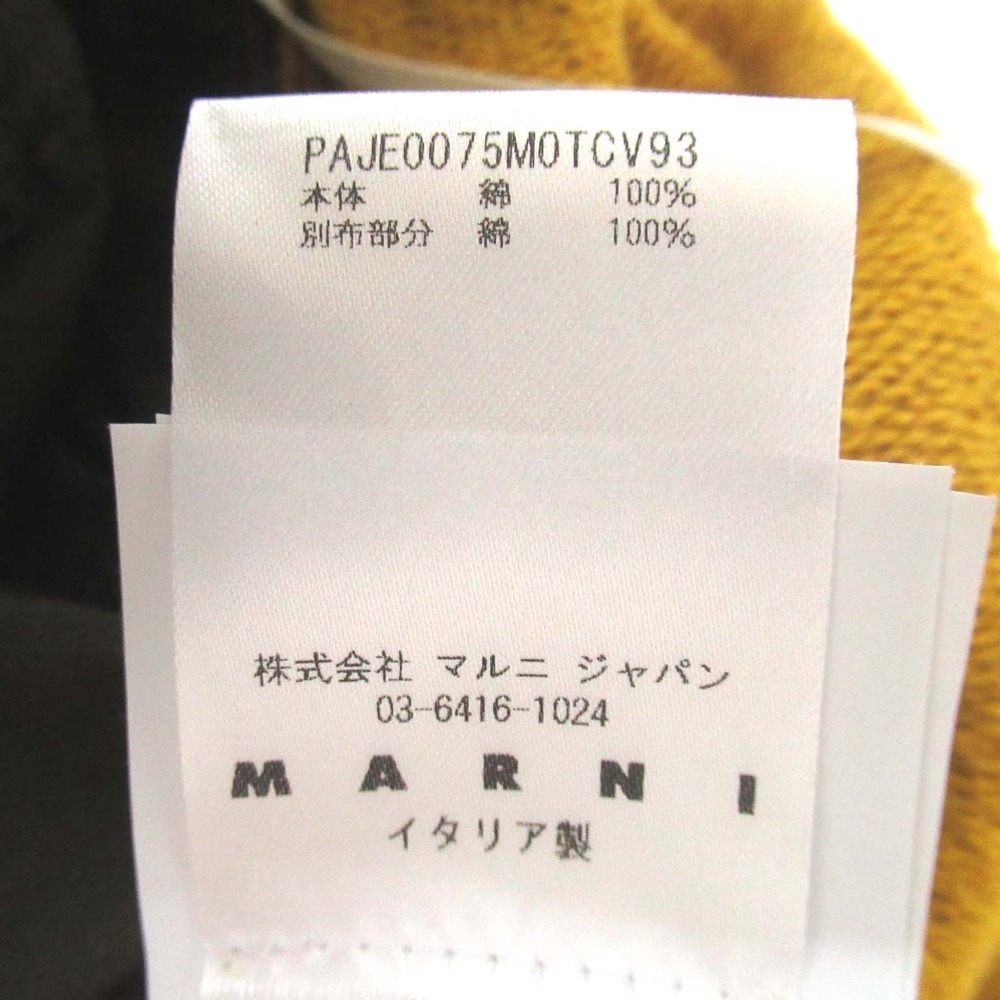 PAJE0075M0TCV93
本体 綿 100%
別布部分 綿 100%
株式会社 マルニ ジャパン
03-6416-1024
MARNI
イタリア製